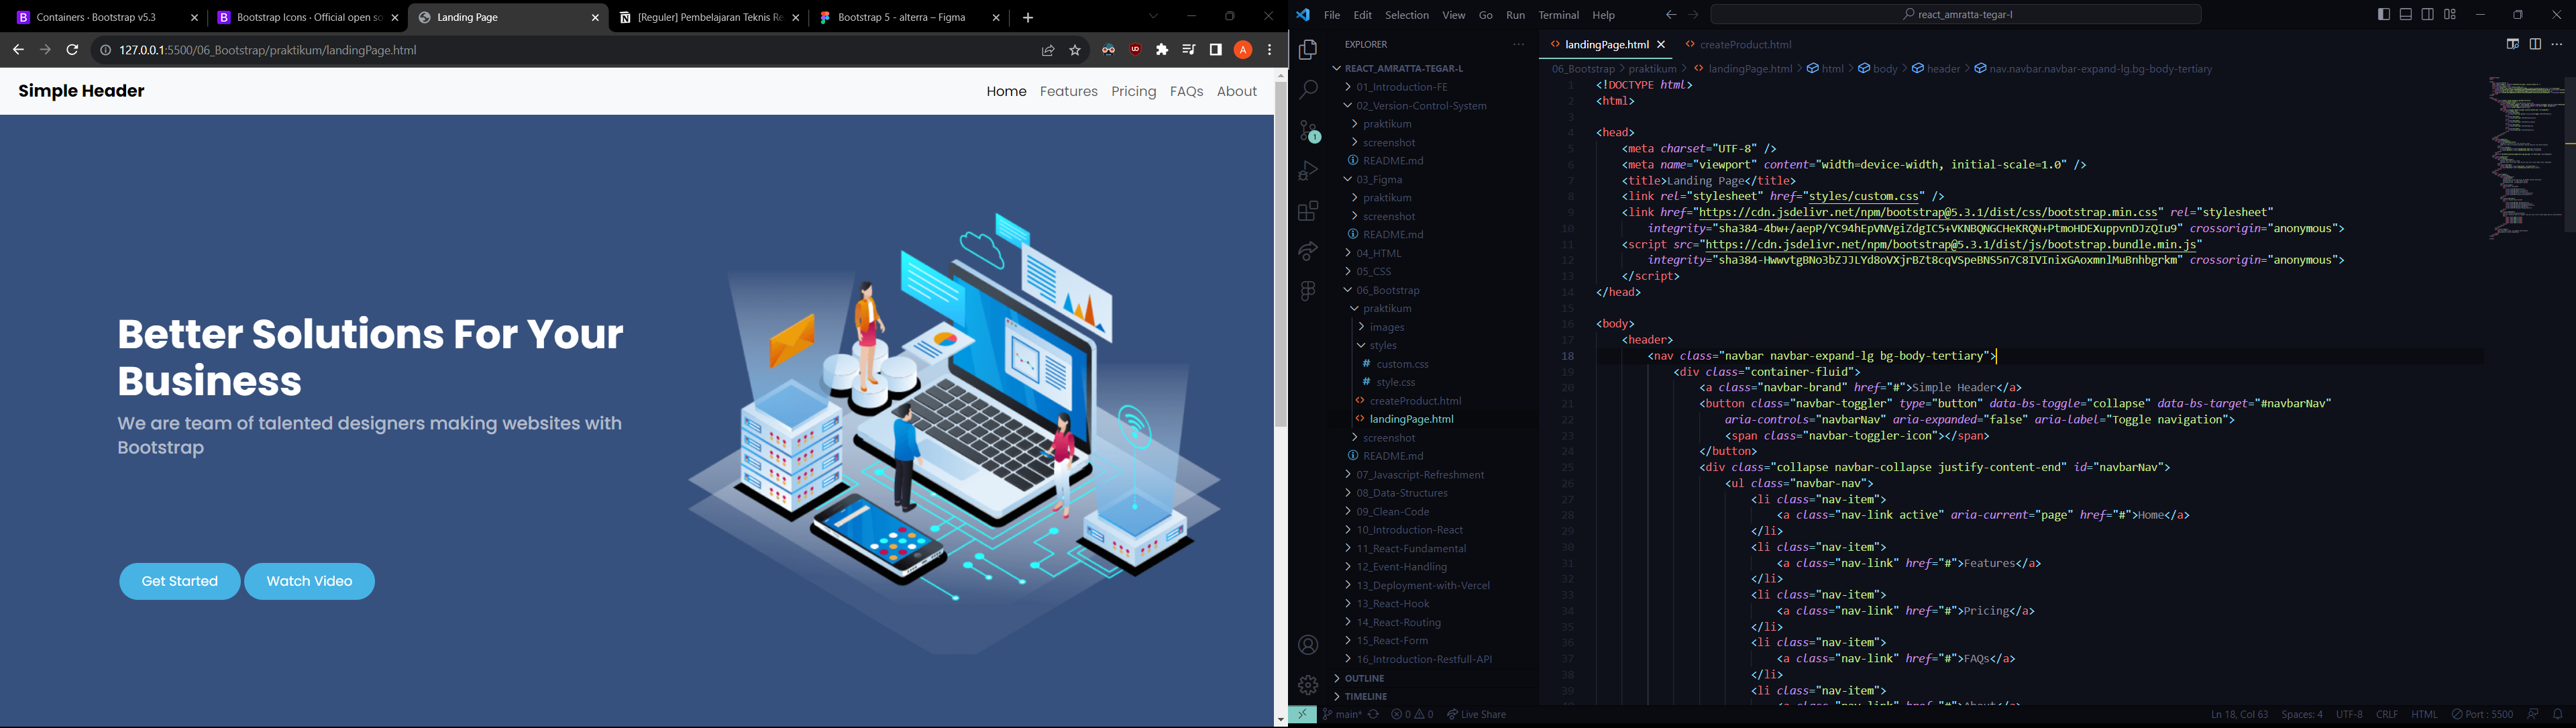 Containers · Bootstrap v5.3
Bootstrap Icons · Official open so
Landing Page
[Reguler] Pembelajaran Teknis Re
Bootstrap 5 - alterra – Figma
127.0.0.1:5500/06_Bootstrap/praktikum/landingPage.html
A
Simple Header
Home Features Pricing FAQs About
Better Solutions For Your
Business
We are team of talented designers making websites with
Bootstrap
Get Started Watch Video
File Edit Selection View Go Run Terminal Help
react_amratta-tegar-l
EXPLORER
REACT_AMRATTA-TEGAR-L
01_Introduction-FE
02_Version-Control-System
praktikum
screenshot
README.md
03_Figma
praktikum
screenshot
README.md
04_HTML
05_CSS
06_Bootstrap
praktikum
images
styles
custom.css
style.css
createProduct.html
landingPage.html
screenshot
README.md
07_Javascript-Refreshment
08_Data-Structures
09_Clean-Code
10_Introduction-React
11_React-Fundamental
12_Event-Handling
13_Deployment-with-Vercel
13_React-Hook
14_React-Routing
15_React-Form
16_Introduction-Restfull-API
OUTLINE
TIMELINE
1
landingPage.html createProduct.html
06_Bootstrap > praktikum > landingPage.html > html > body > header > nav.navbar.navbar-expand-lg.bg-body-tertiary
1 <!DOCTYPE html>
2 <html>
3
4 <head>
5 <meta charset="UTF-8" />
6 <meta name="viewport" content="width=device-width, initial-scale=1.0" />
7 <title>Landing Page</title>
8 <link rel="stylesheet" href="styles/custom.css" />
9 <link href="https://cdn.jsdelivr.net/npm/bootstrap@5.3.1/dist/css/bootstrap.min.css" rel="stylesheet"
10 integrity="sha384-4bw+/aepP/YC94hEpVNVgiZdgIC5+VKNBQNGCHeKRQN+PtmoHDEXuppvnDJzQIu9" crossorigin="anonymous">
11 <script src="https://cdn.jsdelivr.net/npm/bootstrap@5.3.1/dist/js/bootstrap.bundle.min.js"
12 integrity="sha384-HwwvtgBNo3bZJJLYd8oVXjrBZt8cqVSpeBNS5n7C8IVInixGAoxmnlMuBnhbgrkm" crossorigin="anonymous">
13 </script>
14 </head>
15
16 <body>
17 <header>
18 <nav class="navbar navbar-expand-lg bg-body-tertiary">
19 <div class="container-fluid">
20 <a class="navbar-brand" href="#">Simple Header</a>
21 <button class="navbar-toggler" type="button" data-bs-toggle="collapse" data-bs-target="#navbarNav"
22 aria-controls="navbarNav" aria-expanded="false" aria-label="Toggle navigation">
23 <span class="navbar-toggler-icon"></span>
24 </button>
25 <div class="collapse navbar-collapse justify-content-end" id="navbarNav">
26 <ul class="navbar-nav">
27 <li class="nav-item">
28 <a class="nav-link active" aria-current="page" href="#">Home</a>
29 </li>
30 <li class="nav-item">
31 <a class="nav-link" href="#">Features</a>
32 </li>
33 <li class="nav-item">
34 <a class="nav-link" href="#">Pricing</a>
35 </li>
36 <li class="nav-item">
37 <a class="nav-link" href="#">FAQs</a>
38 </li>
39 <li class="nav-item">
main* 0 0 Live Share
Ln 18, Col 63 Spaces: 4 UTF-8 CRLF HTML Port : 5500